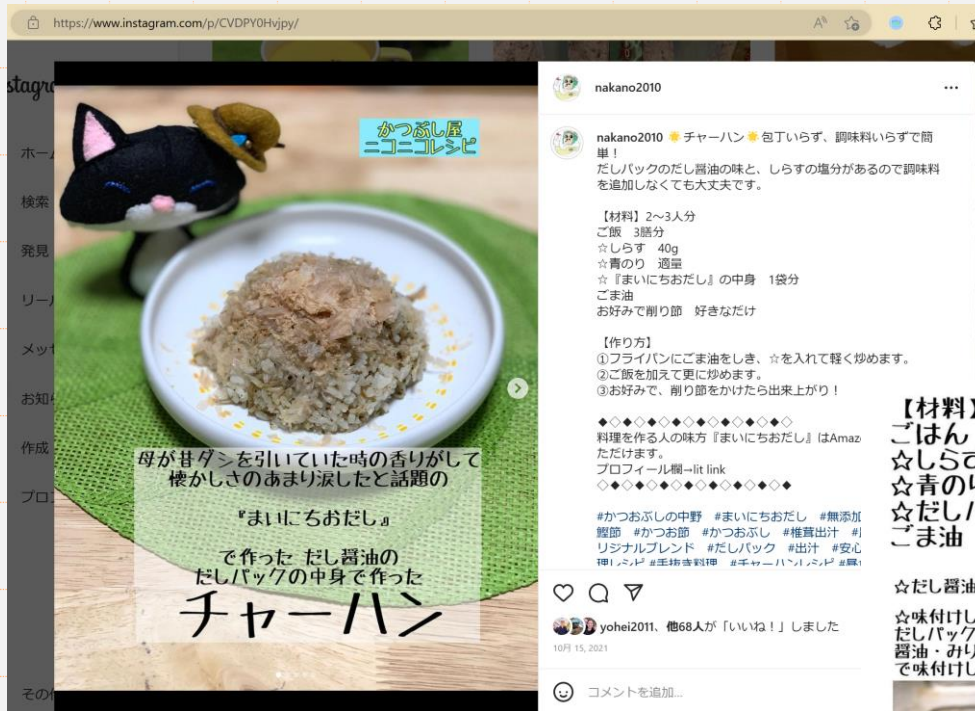 https://www.instagram.com/p/CVDPY0Hvjpy/
stagra
ホー
検索
発見
リー
メッセ
お知
作成
プロ
その
かつぶし屋
ニコニコレシピ
母が昔ダシを引いていた時の香りがして
懐かしさのあまり涙したと話題の
『まいにちおだし』
で作った だし醤油の
だしパックの中身で作った
チャーハン
nakano2010
nakano2010 🌟チャーハン🌟包丁いらず、調味料いらずで簡
単！
だしパックのだし醤油の味と、しらすの塩分があるので調味料
を追加しなくても大丈夫です。
【材料】2〜3人分
ご飯　3膳分
☆しらす　40g
☆青のり　適量
☆『まいにちおだし』の中身　1袋分
ごま油
お好みで削り節　好きなだけ
【作り方】
①フライパンにごま油をしき、☆を入れて軽く炒めます。
②ご飯を加えて更に炒めます。
③お好みで、削り節をかけたら出来上がり！
◆◇◆◇◆◇◆◇◆◇◆◇◆◇
料理を作る人の味方『まいにちおだし』はAmaz
ただけます。
プロフィール欄→lit link
◇◆◇◆◇◆◇◆◇◆◇◆◇◆
#かつおぶしの中野 #まいにちおだし #無添加
鰹節 #かつお節 #かつおぶし #椎茸出汁
リジナルブレンド #だしパック #出汁 #安心
理レシピ #手抜き料理 #チャーハンレシピ
yohei2011、他68人が「いいね！」しました
10月 15, 2021
コメントを追加...
【材料】
ごはん
☆しらす
☆青のり
☆だしパ
ごま油
☆だし醤油
☆味付けし
だしパック
醤油・みり
で味付けし